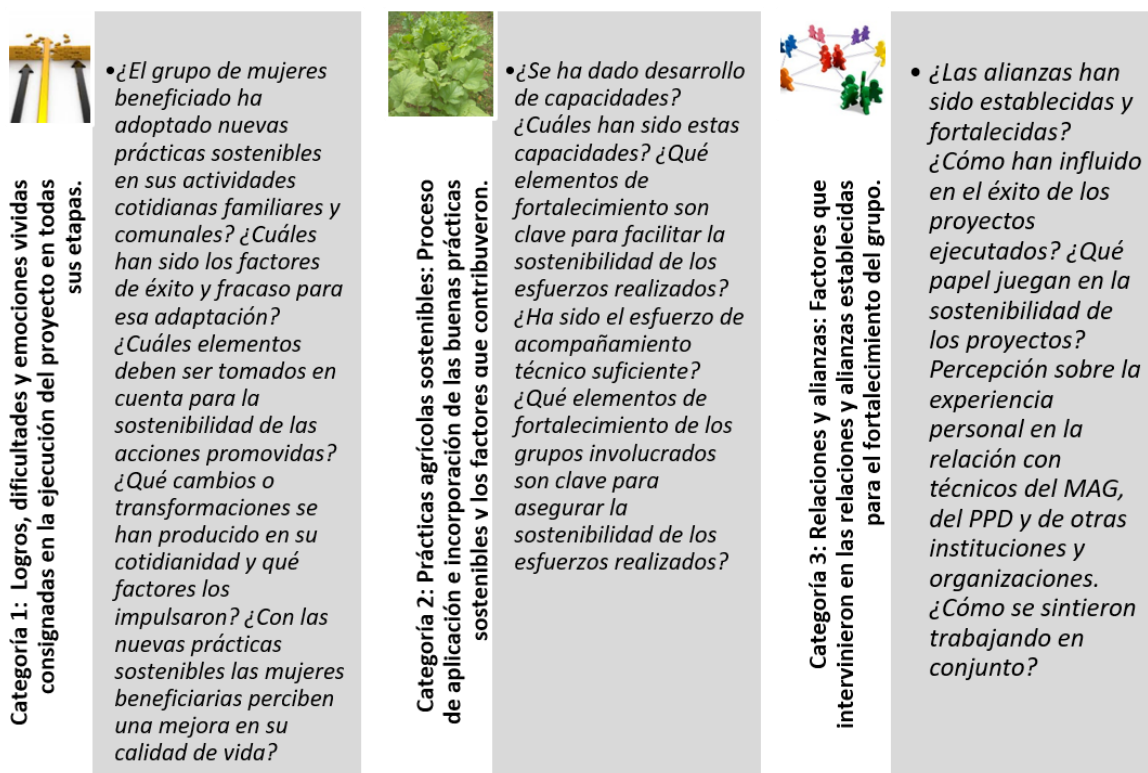 Categoría 1:  Logros, dificultades y emociones vividas
consignadas en la ejecución del proyecto en todas
sus etapas.
•¿El grupo de mujeres
beneficiado ha
adoptado nuevas
prácticas sostenibles
en sus actividades
cotidianas familiares y
comunales? ¿Cuáles
han sido los factores
de éxito y fracaso para
esa adaptación?
¿Cuáles elementos
deben ser tomados en
cuenta para la
sostenibilidad de las
acciones promovidas?
¿Qué cambios o
transformaciones se
han producido en su
cotidianidad y qué
factores los
impulsaron? ¿Con las
nuevas prácticas
sostenibles las mujeres
beneficiarias perciben
una mejora en su
calidad de vida?
Categoría 2: Prácticas agrícolas sostenibles: Proceso
de aplicación e incorporación de las buenas prácticas
sostenibles y los factores que contribuyeron.
•¿Se ha dado desarrollo
de capacidades?
¿Cuáles han sido estas
capacidades? ¿Qué
elementos de
fortalecimiento son
clave para facilitar la
sostenibilidad de los
esfuerzos realizados?
¿Ha sido el esfuerzo de
acompañamiento
técnico suficiente?
¿Qué elementos de
fortalecimiento de los
grupos involucrados
son clave para
asegurar la
sostenibilidad de los
esfuerzos realizados?
Categoría 3: Relaciones y alianzas: Factores que
intervinieron en las relaciones y alianzas establecidas
para el fortalecimiento del grupo.
• ¿Las alianzas han
sido establecidas y
fortalecidas?
¿Cómo han influido
en el éxito de los
proyectos
ejecutados? ¿Qué
papel juegan en la
sostenibilidad de
los proyectos?
Percepción sobre la
experiencia
personal en la
relación con
técnicos del MAG,
del PPD y de otras
instituciones y
organizaciones.
¿Cómo se sintieron
trabajando en
conjunto?